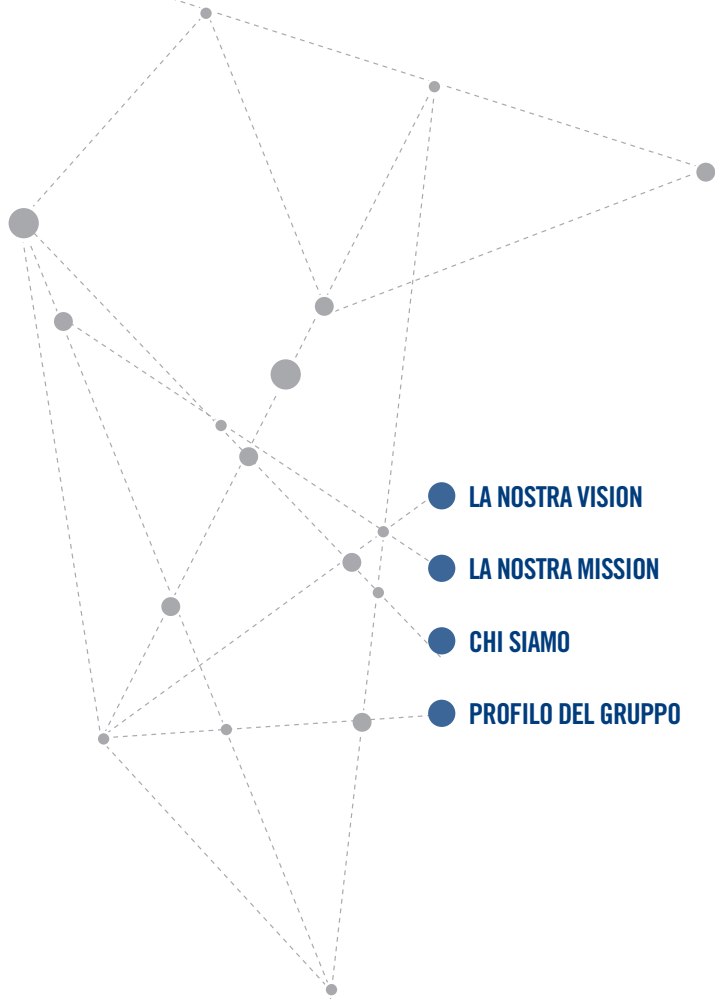 LA NOSTRA VISION
LA NOSTRA MISSION
CHI SIAMO
PROFILO DEL GRUPPO